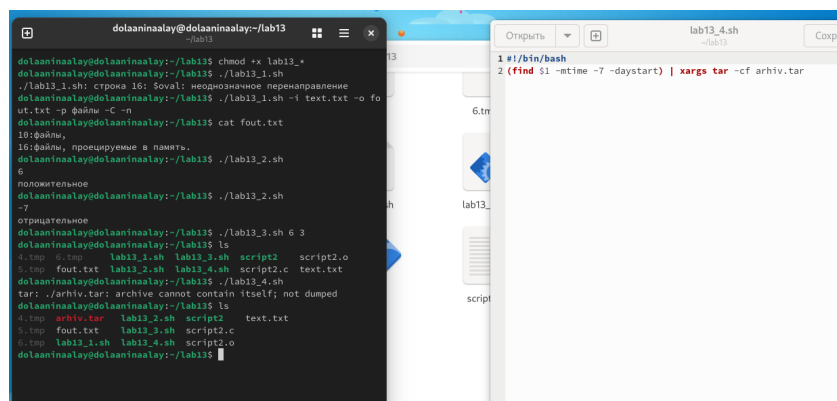 dolaaninaalay@dolaaninaalay:~/lab13
~/lab13
dolaaninaalay@dolaaninaalay:~/lab13$ chmod +x lab13_*
dolaaninaalay@dolaaninaalay:~/lab13$ ./lab13_1.sh
./lab13_1.sh: строка 16: $oval: неоднозначное перенаправление
dolaaninaalay@dolaaninaalay:~/lab13$ ./lab13_1.sh -i text.txt -o fo
ut.txt -p файлы -C -n
dolaaninaalay@dolaaninaalay:~/lab13$ cat fout.txt
10:файлы,
16:файлы, проецируемые в память.
dolaaninaalay@dolaaninaalay:~/lab13$ ./lab13_2.sh
6
положительное
dolaaninaalay@dolaaninaalay:~/lab13$ ./lab13_2.sh
-7
отрицательное
dolaaninaalay@dolaaninaalay:~/lab13$ ./lab13_3.sh 6 3
dolaaninaalay@dolaaninaalay:~/lab13$ ls
4.tmp 6.tmp lab13_1.sh lab13_3.sh script2 script2.o
5.tmp fout.txt lab13_2.sh lab13_4.sh script2.c text.txt
dolaaninaalay@dolaaninaalay:~/lab13$ ./lab13_4.sh
tar: ./arhiv.tar: archive cannot contain itself; not dumped
dolaaninaalay@dolaaninaalay:~/lab13$ ls
4.tmp arhiv.tar lab13_2.sh script2 text.txt
5.tmp fout.txt lab13_3.sh script2.c
6.tmp lab13_1.sh lab13_4.sh script2.o
dolaaninaalay@dolaaninaalay:~/lab13$
13
6.tm
sh
lab13_
script
Открыть
lab13_4.sh
~/lab13
Сохр
1 #!/bin/bash
2 (find $1 -mtime -7 -daystart) | xargs tar -cf arhiv.tar